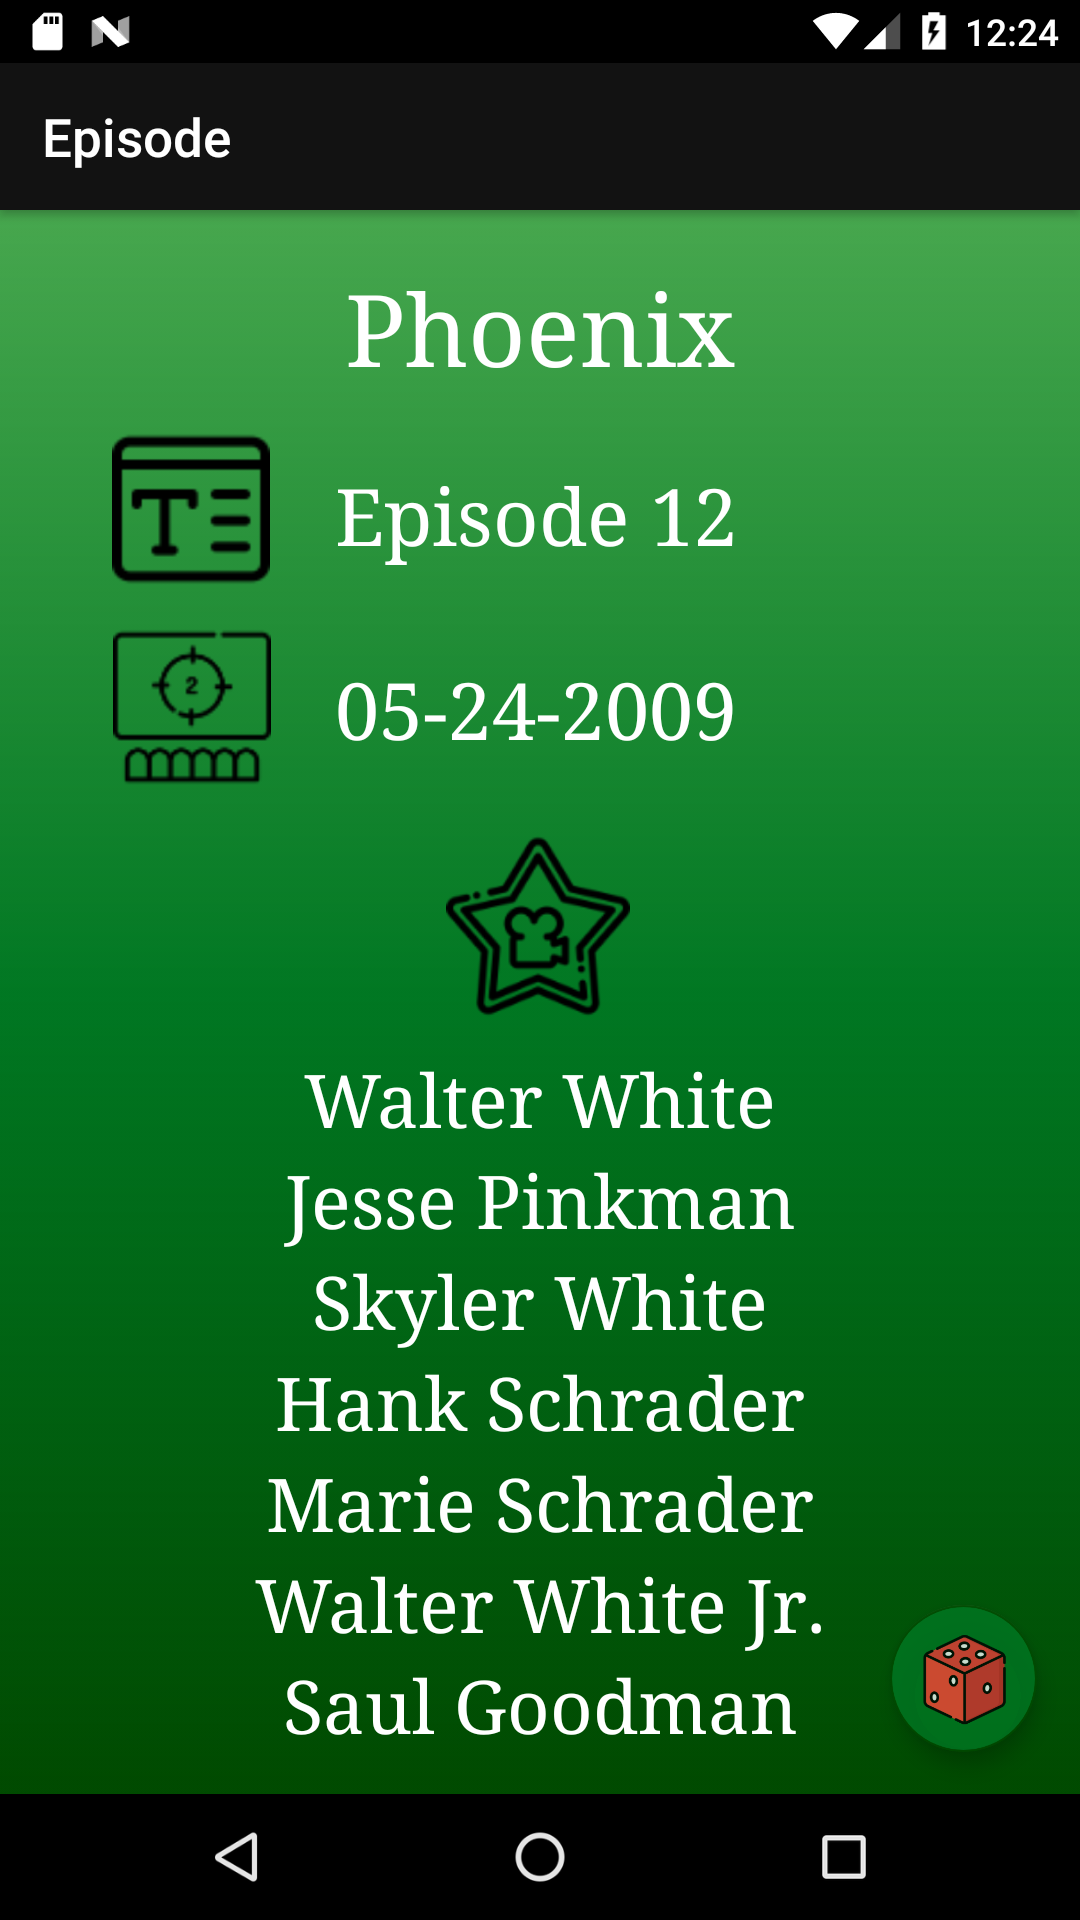 12:24
Episode
Phoenix
T
Episode 12
2
05-24-2009
Walter White
Jesse Pinkman
Skyler White
Hank Schrader
Marie Schrader
Walter White Jr.
Saul Goodman